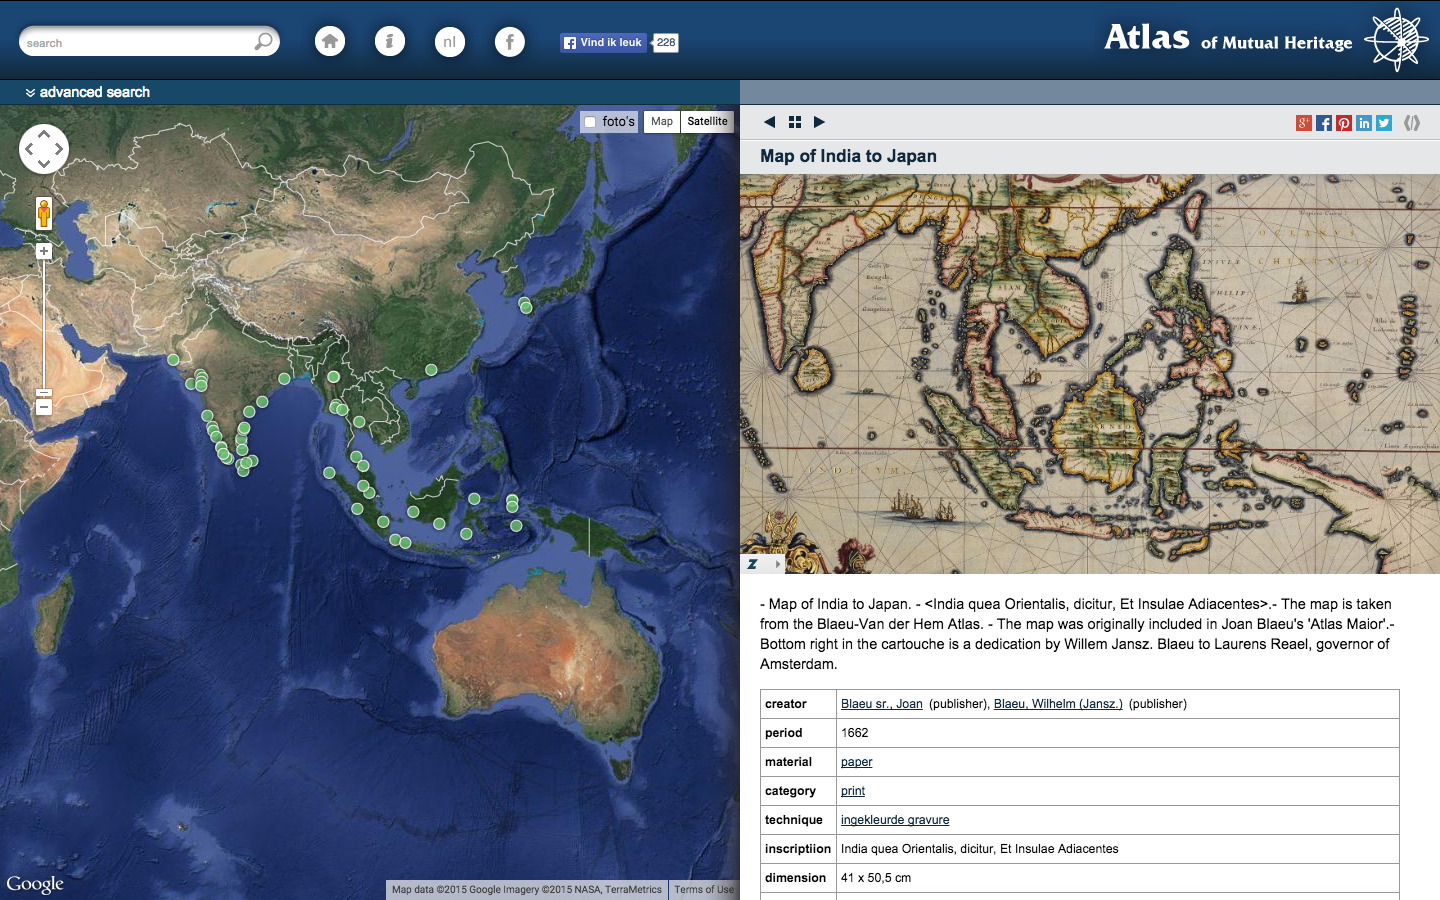 search
nl
Vind ik leuk
228
Atlas of Mutual Heritage
advanced search
foto's
Map
Satellite
Map of India to Japan
OCEANUS
CHINENSIS
SIAM
PHILIP
INDICUM
- Map of India to Japan. - <India quea Orientalis, dicitur, Et Insulae Adiacentes>.- The map is taken
from the Blaeu-Van der Hem Atlas. - The map was originally included in Joan Blaeu's 'Atlas Maior'.-
Bottom right in the cartouche is a dedication by Willem Jansz. Blaeu to Laurens Reael, governor of
Amsterdam.
creator Blaeu sr., Joan (publisher), Blaeu, Wilhelm (Jansz.) (publisher)
period 1662
material paper
category print
technique ingekleurde gravure
inscriptiion India quea Orientalis, dicitur, Et Insulae Adiacentes
dimension 41 x 50,5 cm
Google
Map data ©2015 Google Imagery ©2015 NASA, TerraMetrics
Terms of Use